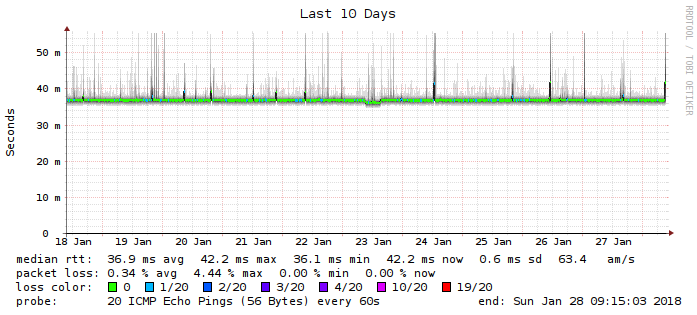 Last 10 Days
RRDTOOL / TOBI OETIKER
Seconds
50 m
40 m
30 m
20 m
10 m
0
18 Jan 19 Jan 20 Jan 21 Jan 22 Jan 23 Jan 24 Jan 25 Jan 26 Jan 27 Jan
median rtt: 36.9 ms avg 42.2 ms max 36.1 ms min 42.2 ms now 0.6 ms sd 63.4 am/s
packet loss: 0.34 % avg 4.44 % max 0.00 % min 0.00 % now
loss color: 0 1/20 2/20 3/20 4/20 10/20 19/20
probe: 20 ICMP Echo Pings (56 Bytes) every 60s end: Sun Jan 28 09:15:03 2018